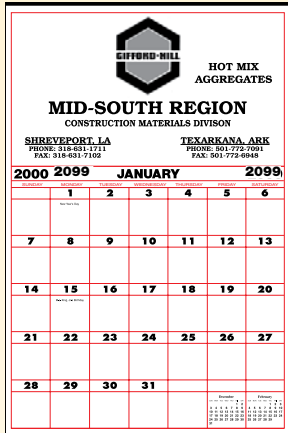 GIFFORD-HILL
HOT MIX
AGGREGATES
MID-SOUTH REGION
CONSTRUCTION MATERIALS DIVISON
SHREVEPORT, LA TEXARKANA, ARK
PHONE: 318-631-1711 PHONE: 501-772-7091
FAX: 318-631-7102 FAX: 501-772-6948
2000 2099 JANUARY 2099
SUNDAY MONDAY TUESDAY WEDNESDAY THURSDAY FRIDAY SATURDAY
1 2 3 4 5 6
New Year's Day
7 8 9 10 11 12 13
14 15 16 17 18 19 20
21 22 23 24 25 26 27
28 29 30 31
December February